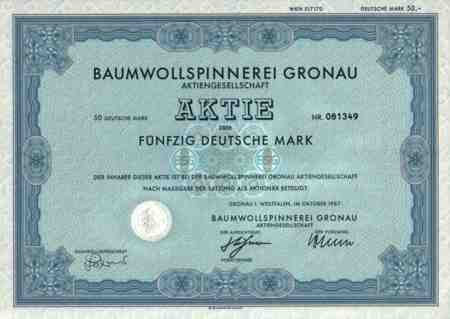 DEUTSCHE MARK 50,-
BAUMWOLLSPINNEREI GRONAU
AKTIENGESELLSCHAFT
AKTIE
50 DEUTSCHE MARK
NR. 081349
ÜBER
FÜNFZIG DEUTSCHE MARK
DER INHABER DIESER AKTIE IST BEI DER BAUMWOLLSPINNEREI GRONAU AKTIENGESELLSCHAFT
NACH MASSGABE DER SATZUNG ALS AKTIONÄR BETEILIGT.
GRONAU I. WESTFALEN, IM OKTOBER 1967
BAUMWOLLSPINNEREI GRONAU
AKTIENGESELLSCHAFT
DER AUFSICHTSRAT
DER VORSTAND
VORSITZENDER